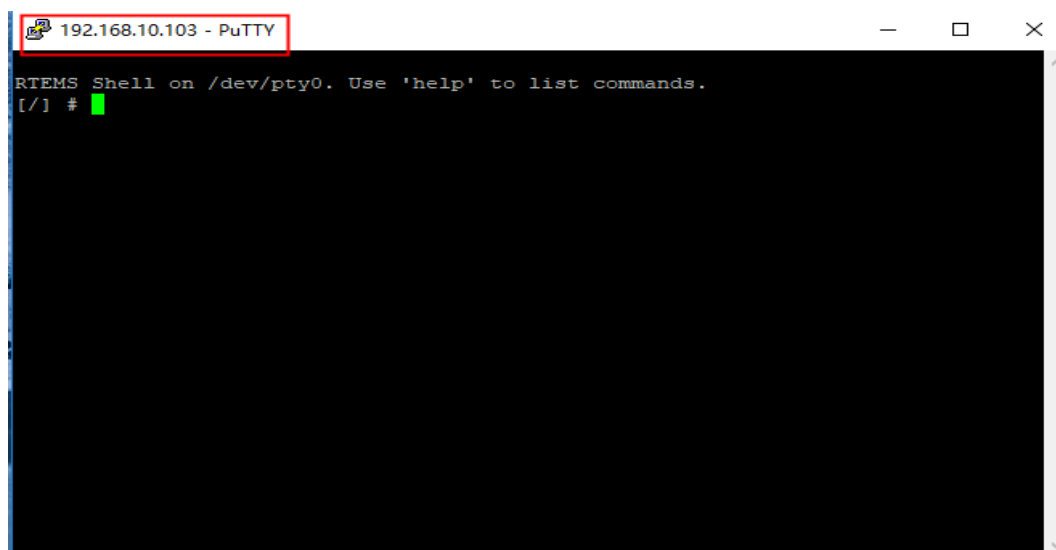 192.168.10.103 - PuTTY
RTEMS Shell on /dev/pty0. Use 'help' to list commands.
[/] #